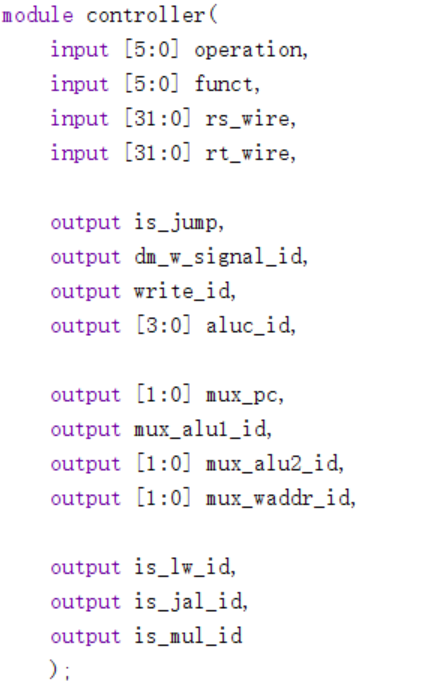 module controller(
input [5:0] operation,
input [5:0] funct,
input [31:0] rs_wire,
input [31:0] rt_wire,
output is_jump,
output dm_w_signal_id,
output write_id,
output [3:0] aluc_id,
output [1:0] mux_pc,
output mux_alu1_id,
output [1:0] mux_alu2_id,
output [1:0] mux_waddr_id,
output is_lw_id,
output is_jal_id,
output is_mul_id
);